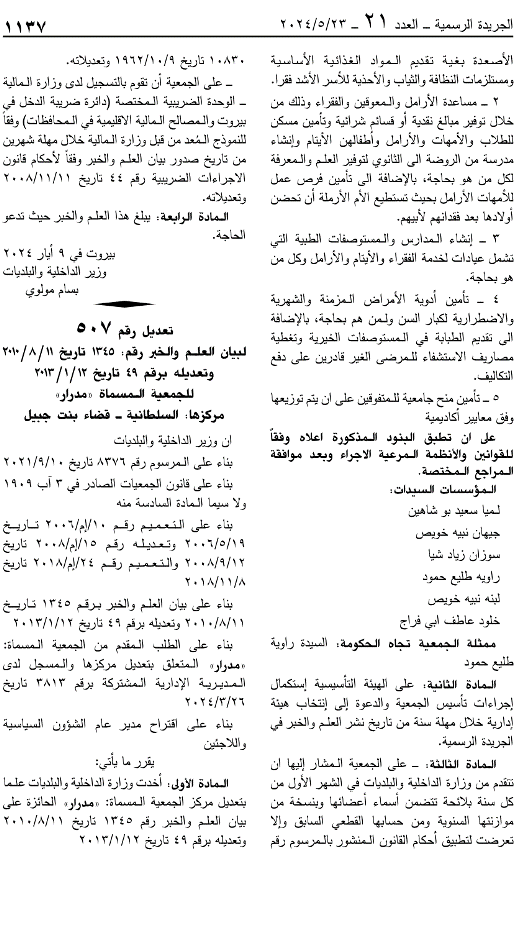 الجريدة الرسمية ــ العدد ٢١ ــ ٢٠٢٤/٥/٢٣
١١٣٧
الأصعدة بغية تقديم المواد الغذائية الأساسية
ومستلزمات النظافة والثياب والأحذية للأسر الأشد فقرا.
٢ ــ مساعدة الأرامل والمعوقين والفقراء وذلك من
خلال توفير مبالغ نقدية أو قسائم شرائية وتأمين مسكن
للطلاب والأمهات والأرامل وأطفالهن الأيتام وإنشاء
مدرسة من الروضة الى الثانوي لتوفير العلم والمعرفة
لكل من هو بحاجة، بالإضافة الى تأمين فرص عمل
للأمهات الأرامل بحيث تستطيع الأم الأرملة أن تحضن
أولادها بعد فقدانهم لأبيهم.
٣ ــ إنشاء المدارس والمستوصفات الطبية التي
تشمل عيادات لخدمة الفقراء والأيتام والأرامل وكل من
هو بحاجة.
٤ ــ تأمين أدوية الأمراض المزمنة والشهرية
والاضطرارية لكبار السن ولمن هم بحاجة، بالإضافة
الى تقديم الطبابة في المستوصفات الخيرية وتغطية
مصاريف الاستشفاء للمرضى الغير قادرين على دفع
التكاليف.
٥ ــ تأمين منح جامعية للمتفوقين على ان يتم توزيعها
وفق معايير أكاديمية
على ان تطبق البنود المذكورة اعلاه وفقاً
للقوانين والأنظمة المرعية الاجراء وبعد موافقة
المراجع المختصة.
المؤسسات السيدات:
لميا سعيد بو شاهين
جيهان نبيه خويص
سوزان زياد شيا
راويه طليع حمود
لبنه نبيه خويص
خلود عاطف ابي فراج
ممثلة الجمعية تجاه الحكومة: السيدة راوية
طليع حمود
المادة الثانية: على الهيئة التأسيسية إستكمال
إجراءات تأسيس الجمعية والدعوة إلى إنتخاب هيئة
إدارية خلال مهلة سنة من تاريخ نشر العلم والخبر في
الجريدة الرسمية.
المادة الثالثة: ــ على الجمعية المشار إليها ان
تتقدم من وزارة الداخلية والبلديات في الشهر الأول من
كل سنة بلائحة تتضمن أسماء أعضائها وبنسخة من
موازنتها السنوية ومن حسابها القطعي السابق وإلا
تعرضت لتطبيق أحكام القانون المنشور بالمرسوم رقم
١٠٨٣٠ تاريخ ١٩٦٢/١٠/٩ وتعديلاته.
ــ على الجمعية أن تقوم بالتسجيل لدى وزارة المالية
ــ الوحدة الضريبية المختصة (دائرة ضريبة الدخل في
بيروت والمصالح المالية الاقليمية في المحافظات) وفقاً
للنموذج المُعد من قبل وزارة المالية خلال مهلة شهرين
من تاريخ صدور بيان العلم والخبر وفقاً لأحكام قانون
الاجراءات الضريبية رقم ٤٤ تاريخ ٢٠٠٨/١١/١١
وتعديلاته.
المادة الرابعة: يبلغ هذا العلم والخبر حيث تدعو
الحاجة.
بيروت في ٩ أيار ٢٠٢٤
وزير الداخلية والبلديات
بسام مولوي
تعديل رقم ٥٠٧
لبيان العلم والخبر رقم: ١٣٤٥ تاريخ ٢٠١٠/٨/١١
وتعديله برقم ٤٩ تاريخ ٢٠١٣/١/١٢
للجمعية المسماة «مدرار»
مركزها: السلطانية ــ قضاء بنت جبيل
ان وزير الداخلية والبلديات
بناء على المرسوم رقم ٨٣٧٦ تاريخ ٢٠٢١/٩/١٠
بناء على قانون الجمعيات الصادر في ٣ آب ١٩٠٩
ولا سيما المادة السادسة منه
بناء على التعميم رقم ١٠/إم/٢٠٠٦ تاريخ
٢٠٠٦/٥/١٩ وتعديله رقم ١٥/إم/٢٠٠٨ تاريخ
٢٠٠٨/٩/١٢ والتعميم رقم ٢٤/إم/٢٠١٨ تاريخ
٢٠١٨/١١/٨
بناء على بيان العلم والخبر برقم ١٣٤٥ تاريخ
٢٠١٠/٨/١١ وتعديله برقم ٤٩ تاريخ ٢٠١٣/١/١٢
بناء على الطلب المقدم من الجمعية المسماة:
«مدرار» المتعلق بتعديل مركزها والمسجل لدى
المديرية الإدارية المشتركة برقم ٣٨١٣ تاريخ
٢٠٢٤/٣/٢٦
بناء على اقتراح مدير عام الشؤون السياسية
واللاجئين
يقرر ما يأتي:
المادة الأولى: أخذت وزارة الداخلية والبلديات علما
بتعديل مركز الجمعية المسماة: «مدرار» الحائزة على
بيان العلم والخبر رقم ١٣٤٥ تاريخ ٢٠١٠/٨/١١
وتعديله برقم ٤٩ تاريخ ٢٠١٣/١/١٢